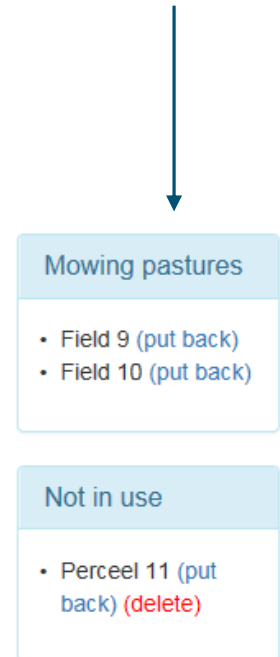 Mowing pastures
• Field 9 (put back)
• Field 10 (put back)
Not in use
• Perceel 11 (put
back) (delete)